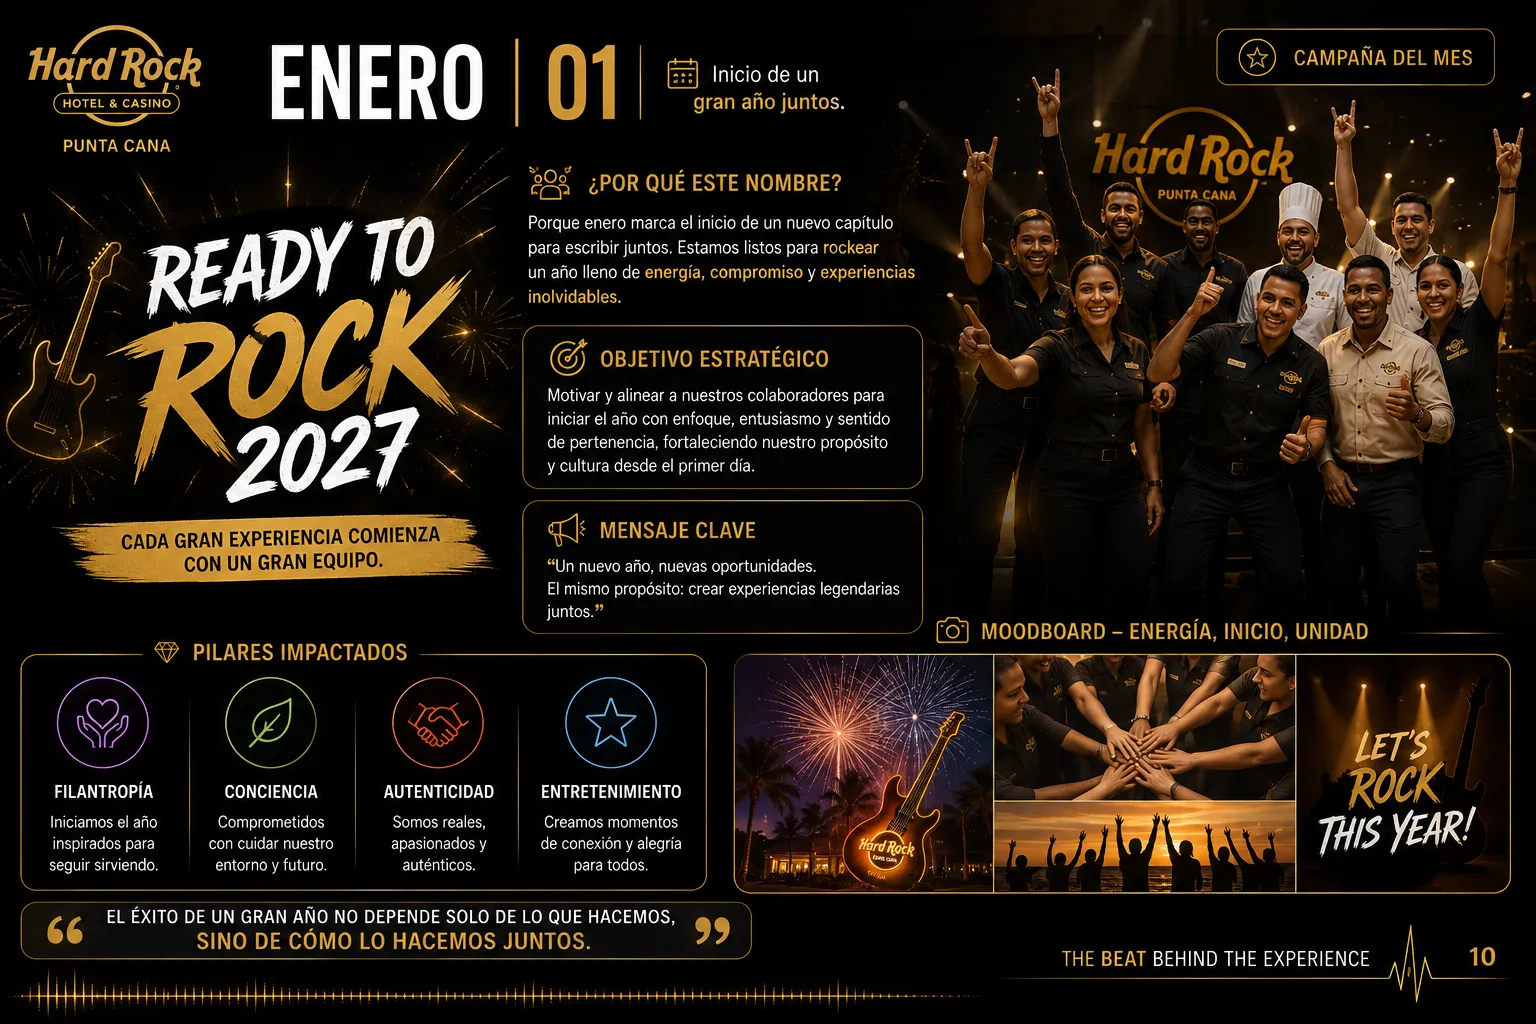 Hard Rock
HOTEL & CASINO
PUNTA CANA
ENERO
01
Inicio de un
gran año juntos.
CAMPAÑA DEL MES
READY TO
ROCK
2027
CADA GRAN EXPERIENCIA COMIENZA
CON UN GRAN EQUIPO.
¿POR QUÉ ESTE NOMBRE?
Porque enero marca el inicio de un nuevo capítulo
para escribir juntos. Estamos listos para rockear
un año lleno de energía, compromiso y experiencias
inolvidables.
OBJETIVO ESTRATÉGICO
Motivar y alinear a nuestros colaboradores para
iniciar el año con enfoque, entusiasmo y sentido
de pertenencia, fortaleciendo nuestro propósito
y cultura desde el primer día.
MENSAJE CLAVE
“Un nuevo año, nuevas oportunidades.
El mismo propósito: crear experiencias legendarias
juntos.”
Hard Rock
PUNTA CANA
PILARES IMPACTADOS
FILANTROPÍA
Iniciamos el año
inspirados para
seguir sirviendo.
CONCIENCIA
Comprometidos
con cuidar nuestro
entorno y futuro.
AUTENTICIDAD
Somos reales,
apasionados y
auténticos.
ENTRETENIMIENTO
Creamos momentos
de conexión y alegría
para todos.
MOODBOARD – ENERGÍA, INICIO, UNIDAD
Hard Rock
LET'S
ROCK
THIS YEAR!
“ EL ÉXITO DE UN GRAN AÑO NO DEPENDE SOLO DE LO QUE HACEMOS,
SINO DE CÓMO LO HACEMOS JUNTOS. ”
THE BEAT BEHIND THE EXPERIENCE
10